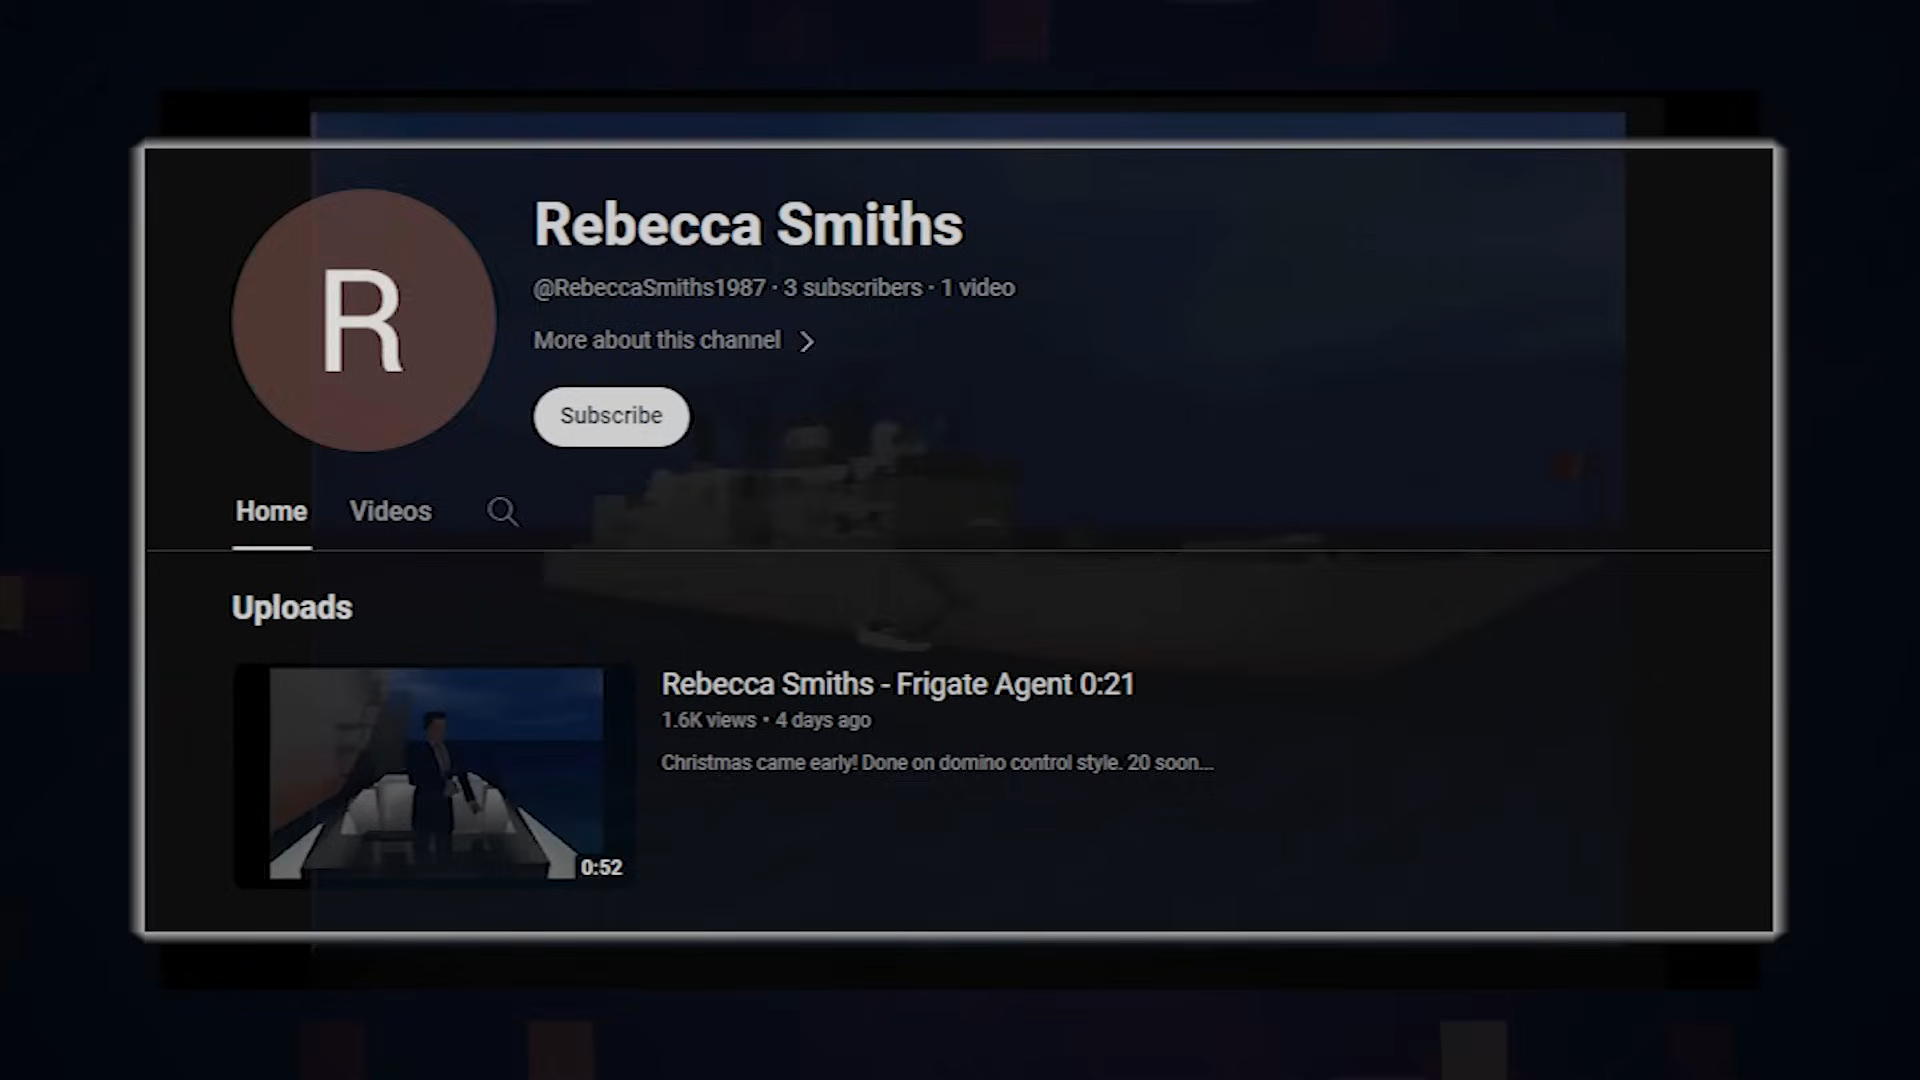 R
Rebecca Smiths
@RebeccaSmiths1987 · 3 subscribers · 1 video
More about this channel
Subscribe
Home Videos
Uploads
Rebecca Smiths - Frigate Agent 0:21
1.6K views • 4 days ago
Christmas came early! Done on domino control style. 20 soon...
0:52